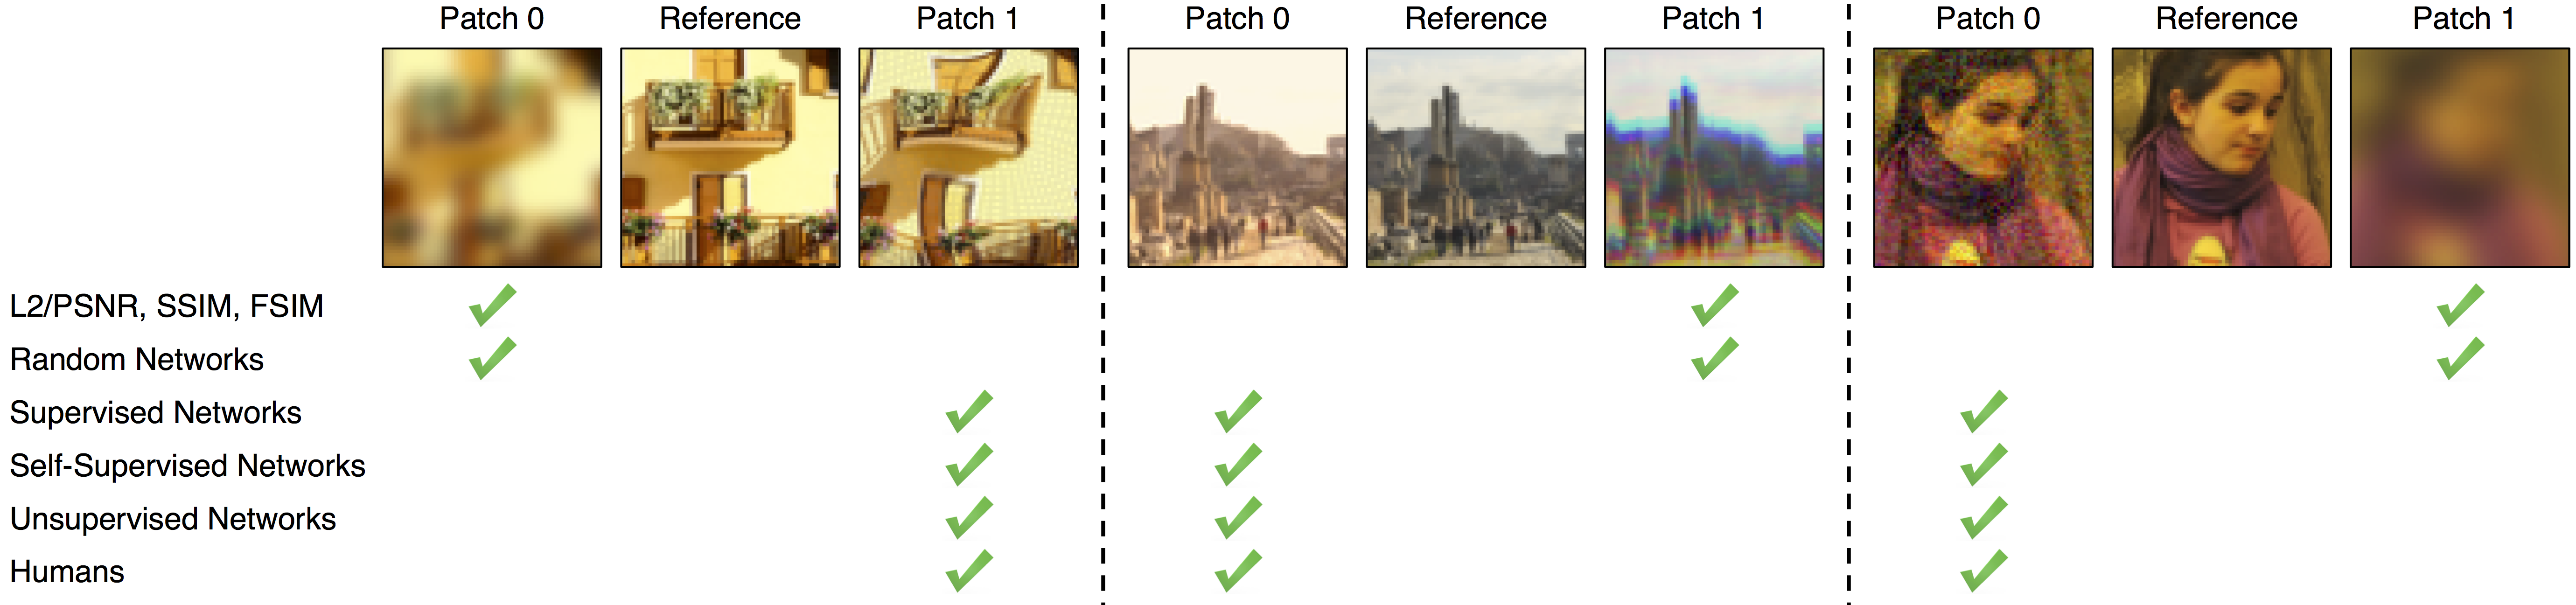 Patch 0 Reference Patch 1 Patch 0 Reference Patch 1 Patch 0 Reference Patch 1
L2/PSNR, SSIM, FSIM
Random Networks
Supervised Networks
Self-Supervised Networks
Unsupervised Networks
Humans